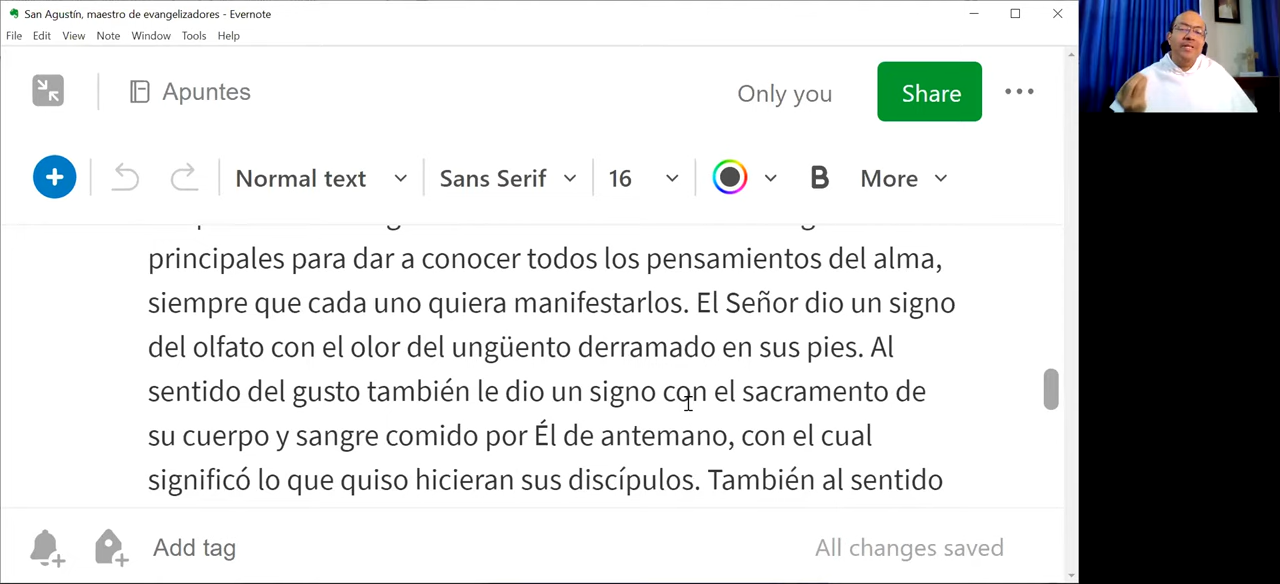 San Agustín, maestro de evangelizadores - Evernote
File Edit View Note Window Tools Help
Apuntes
Only you
Share
Normal text
Sans Serif
16
B
More
principales para dar a conocer todos los pensamientos del alma,
siempre que cada uno quiera manifestarlos. El Señor dio un signo
del olfato con el olor del ungüento derramado en sus pies. Al
sentido del gusto también le dio un signo con el sacramento de
su cuerpo y sangre comido por Él de antemano, con el cual
significó lo que quiso hicieran sus discípulos. También al sentido
Add tag
All changes saved